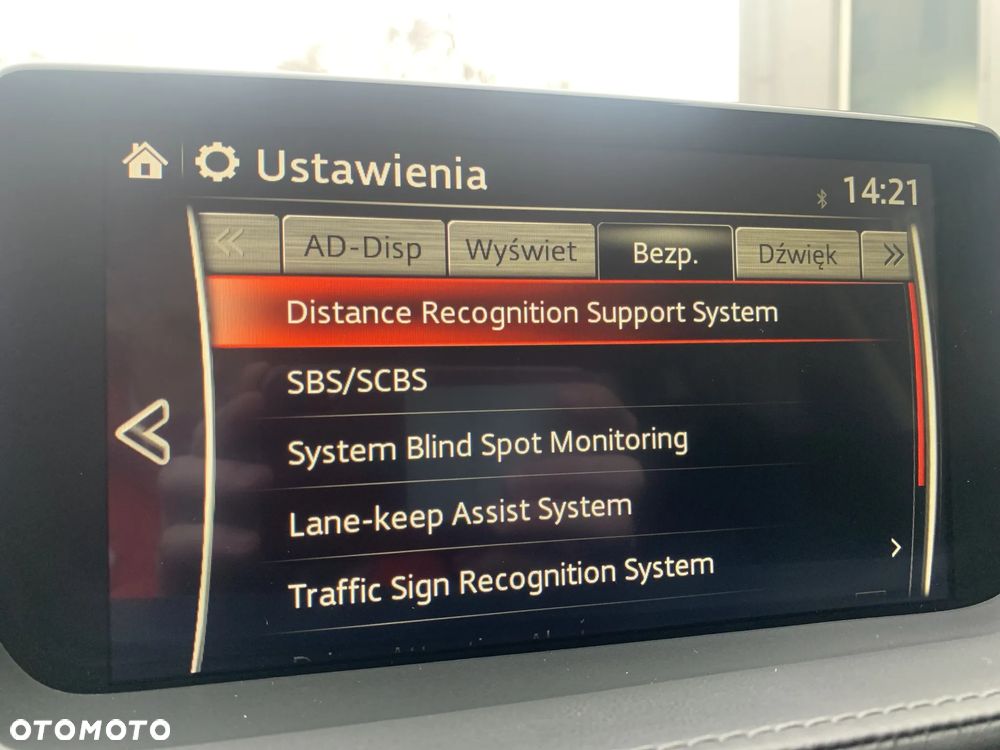 Ustawienia
14:21
AD-Disp
Wyświet
Bezp.
Dźwięk
Distance Recognition Support System
SBS/SCBS
System Blind Spot Monitoring
Lane-keep Assist System
Traffic Sign Recognition System
OTOMOTO